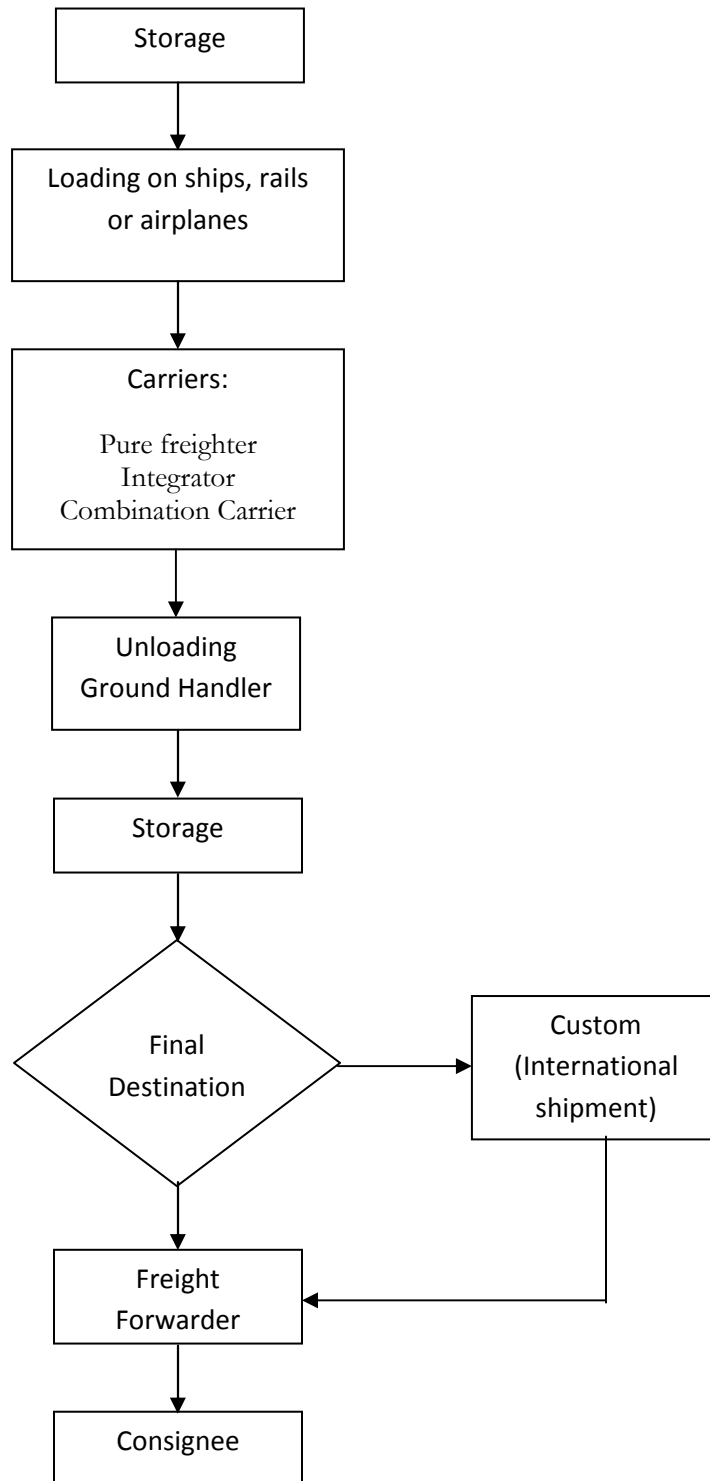 Storage
Loading on ships, rails
or airplanes
Carriers:
Pure freighter
Integrator
Combination Carrier
Unloading
Ground Handler
Storage
Final
Destination
Custom
(International
shipment)
Freight
Forwarder
Consignee